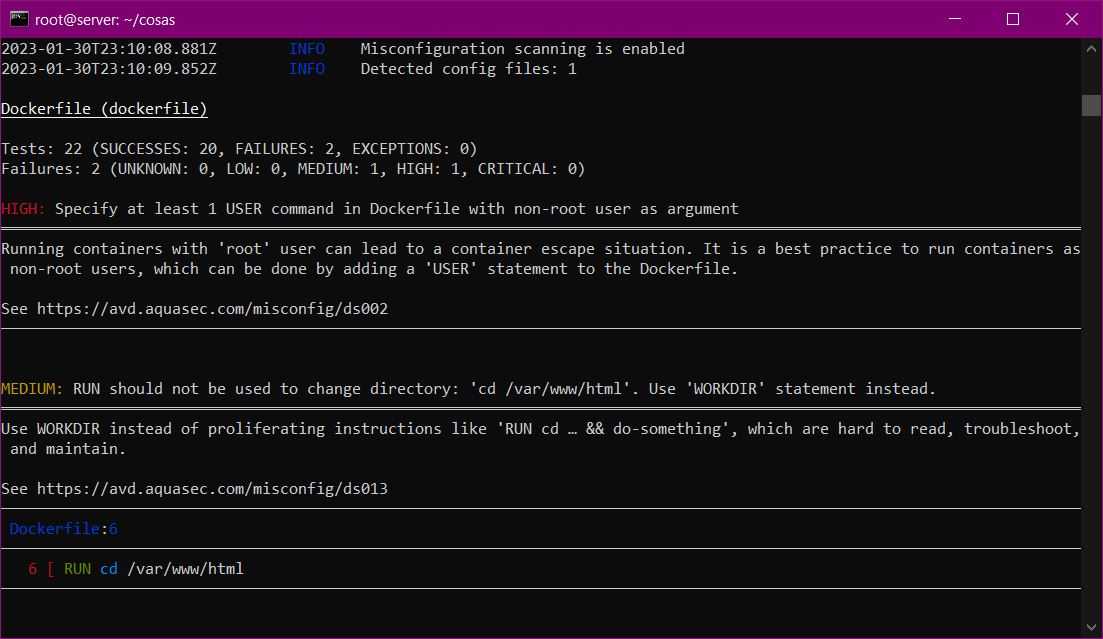 root@server: ~/cosas
2023-01-30T23:10:08.881Z        INFO    Misconfiguration scanning is enabled
2023-01-30T23:10:09.852Z        INFO    Detected config files: 1
Dockerfile (dockerfile)
Tests: 22 (SUCCESSES: 20, FAILURES: 2, EXCEPTIONS: 0)
Failures: 2 (UNKNOWN: 0, LOW: 0, MEDIUM: 1, HIGH: 1, CRITICAL: 0)
HIGH: Specify at least 1 USER command in Dockerfile with non-root user as argument
Running containers with 'root' user can lead to a container escape situation. It is a best practice to run containers as
non-root users, which can be done by adding a 'USER' statement to the Dockerfile.
See https://avd.aquasec.com/misconfig/ds002
MEDIUM: RUN should not be used to change directory: 'cd /var/www/html'. Use 'WORKDIR' statement instead.
Use WORKDIR instead of proliferating instructions like 'RUN cd … && do-something', which are hard to read, troubleshoot,
and maintain.
See https://avd.aquasec.com/misconfig/ds013
Dockerfile:6
6 [ RUN cd /var/www/html